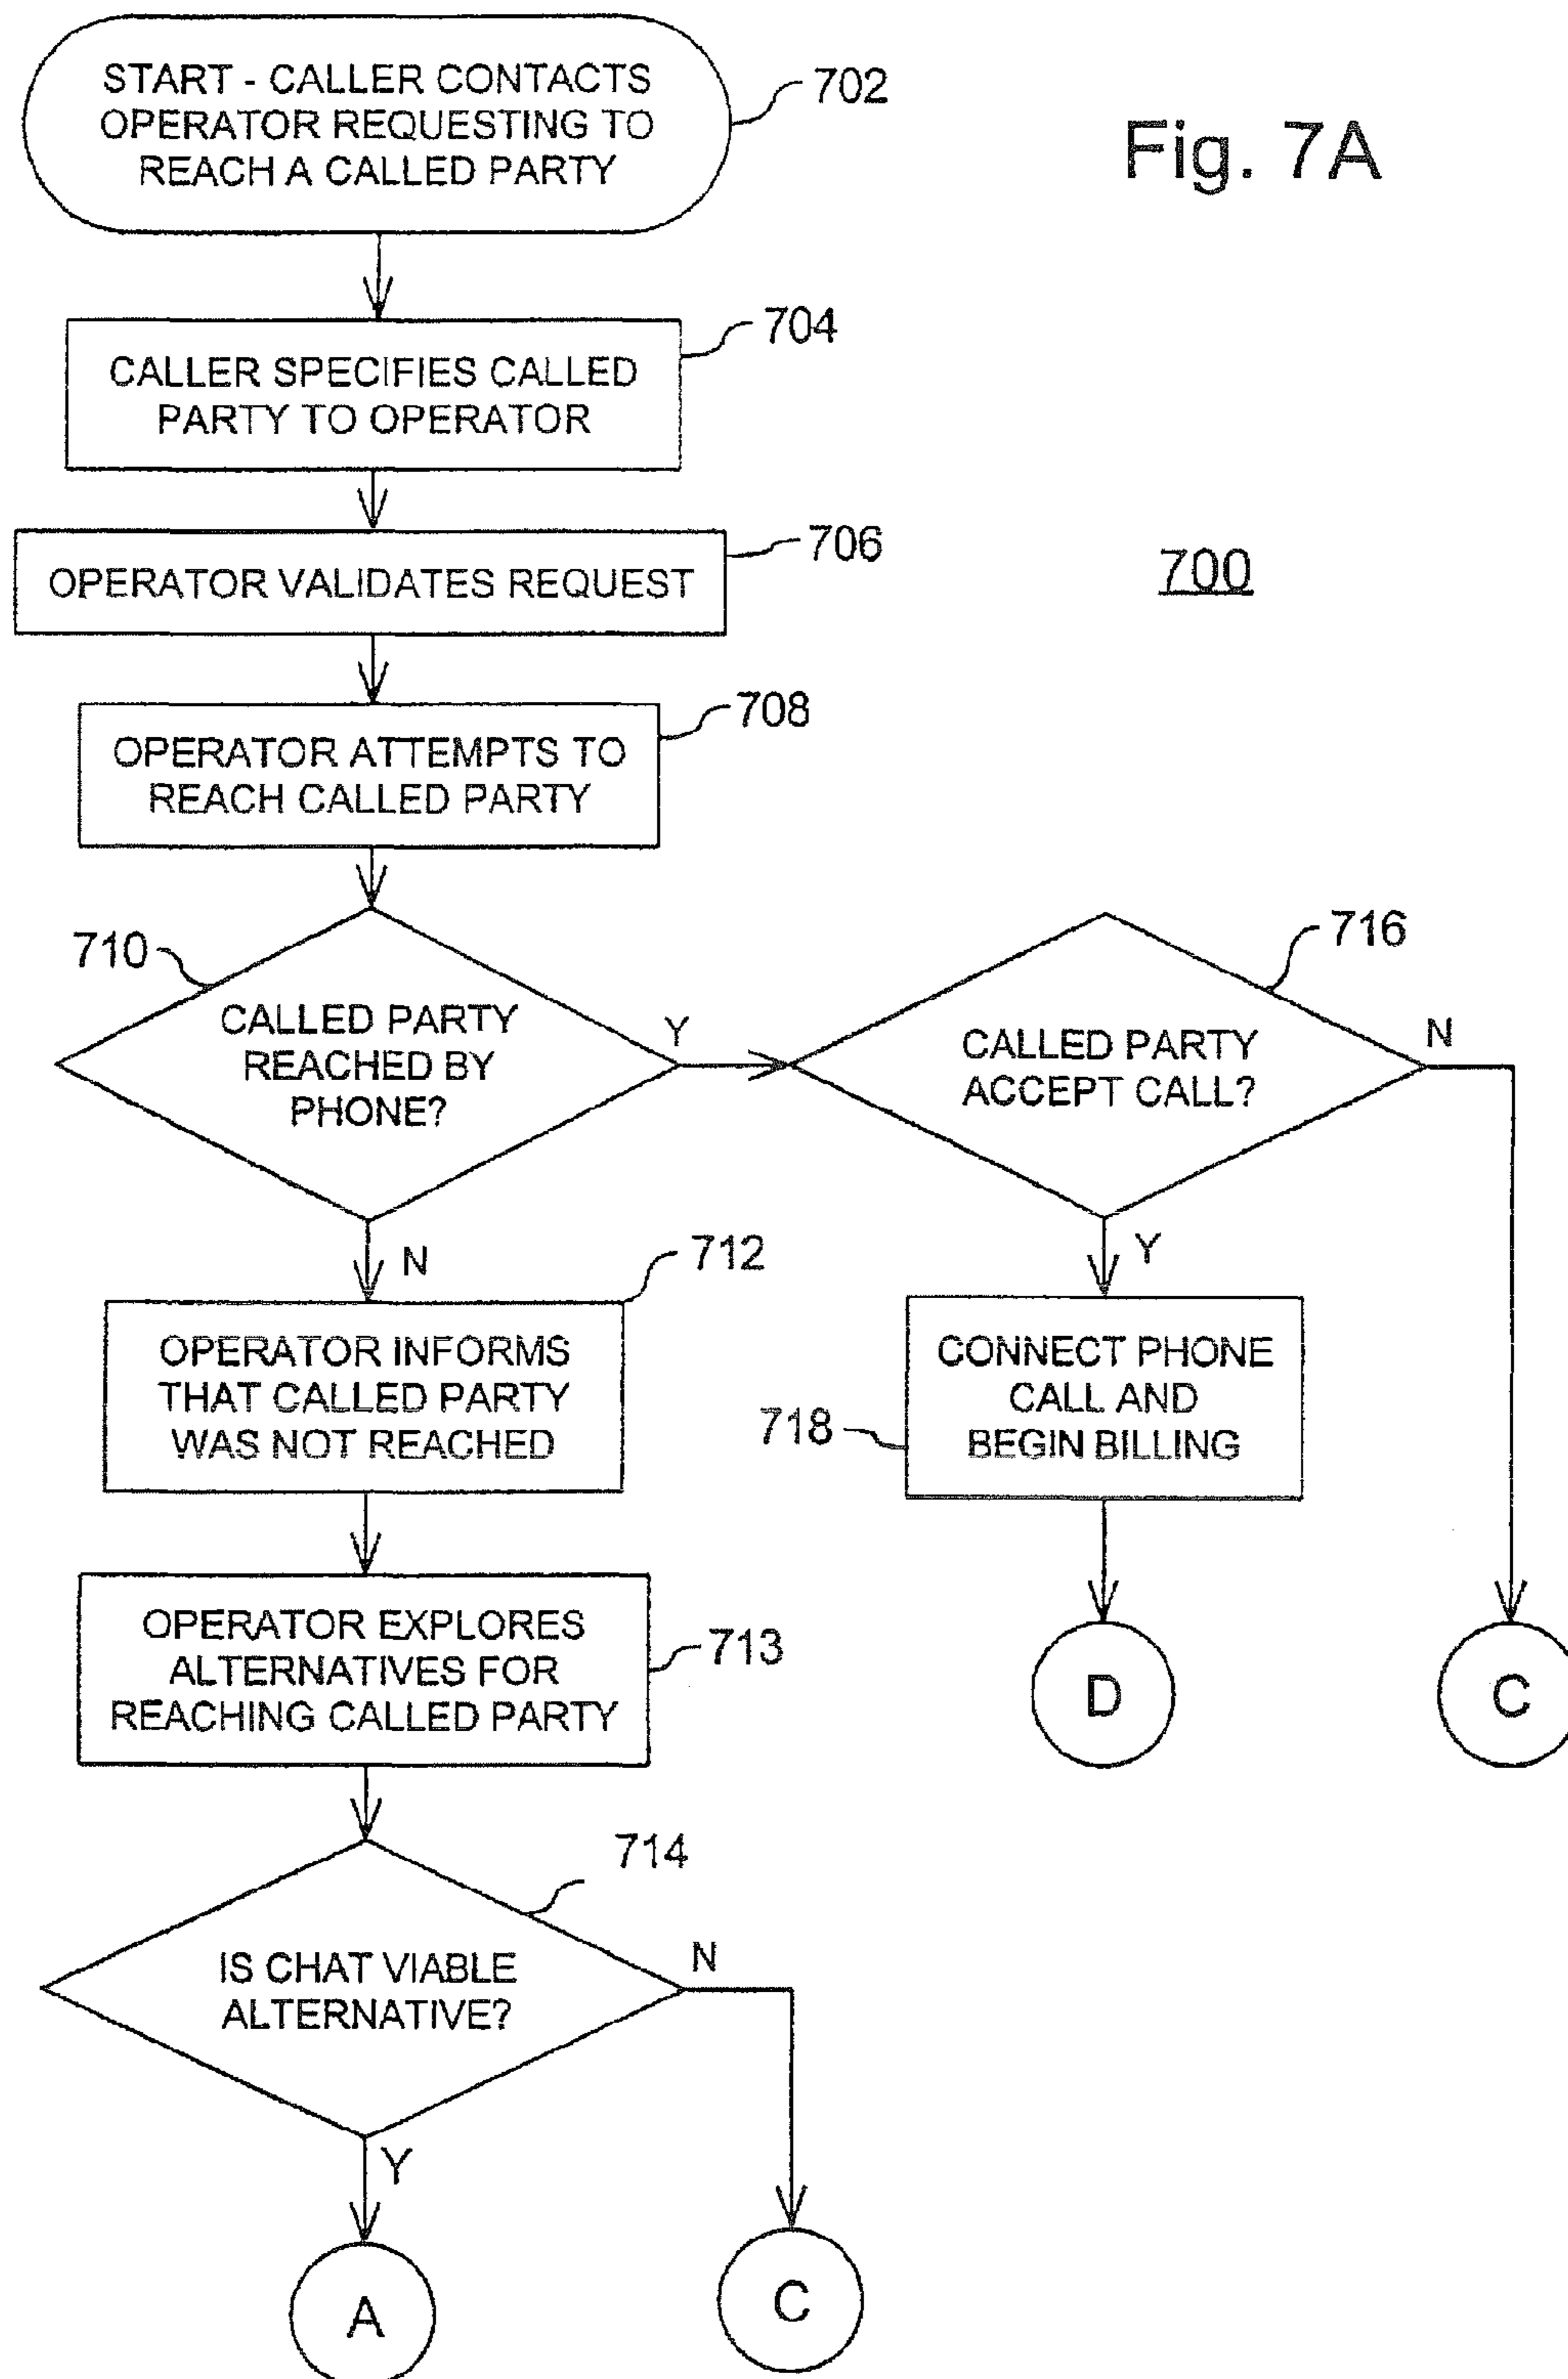 START - CALLER CONTACTS
OPERATOR REQUESTING TO
REACH A CALLED PARTY
702
Fig. 7A
704
CALLER SPECIFIES CALLED
PARTY TO OPERATOR
706
OPERATOR VALIDATES REQUEST
700
708
OPERATOR ATTEMPTS TO
REACH CALLED PARTY
710
CALLED PARTY
REACHED BY
PHONE?
Y
716
CALLED PARTY
ACCEPT CALL?
N
N
Y
712
OPERATOR INFORMS
THAT CALLED PARTY
WAS NOT REACHED
718
CONNECT PHONE
CALL AND
BEGIN BILLING
OPERATOR EXPLORES
ALTERNATIVES FOR
REACHING CALLED PARTY
713
D
C
714
IS CHAT VIABLE
ALTERNATIVE?
N
Y
A
C